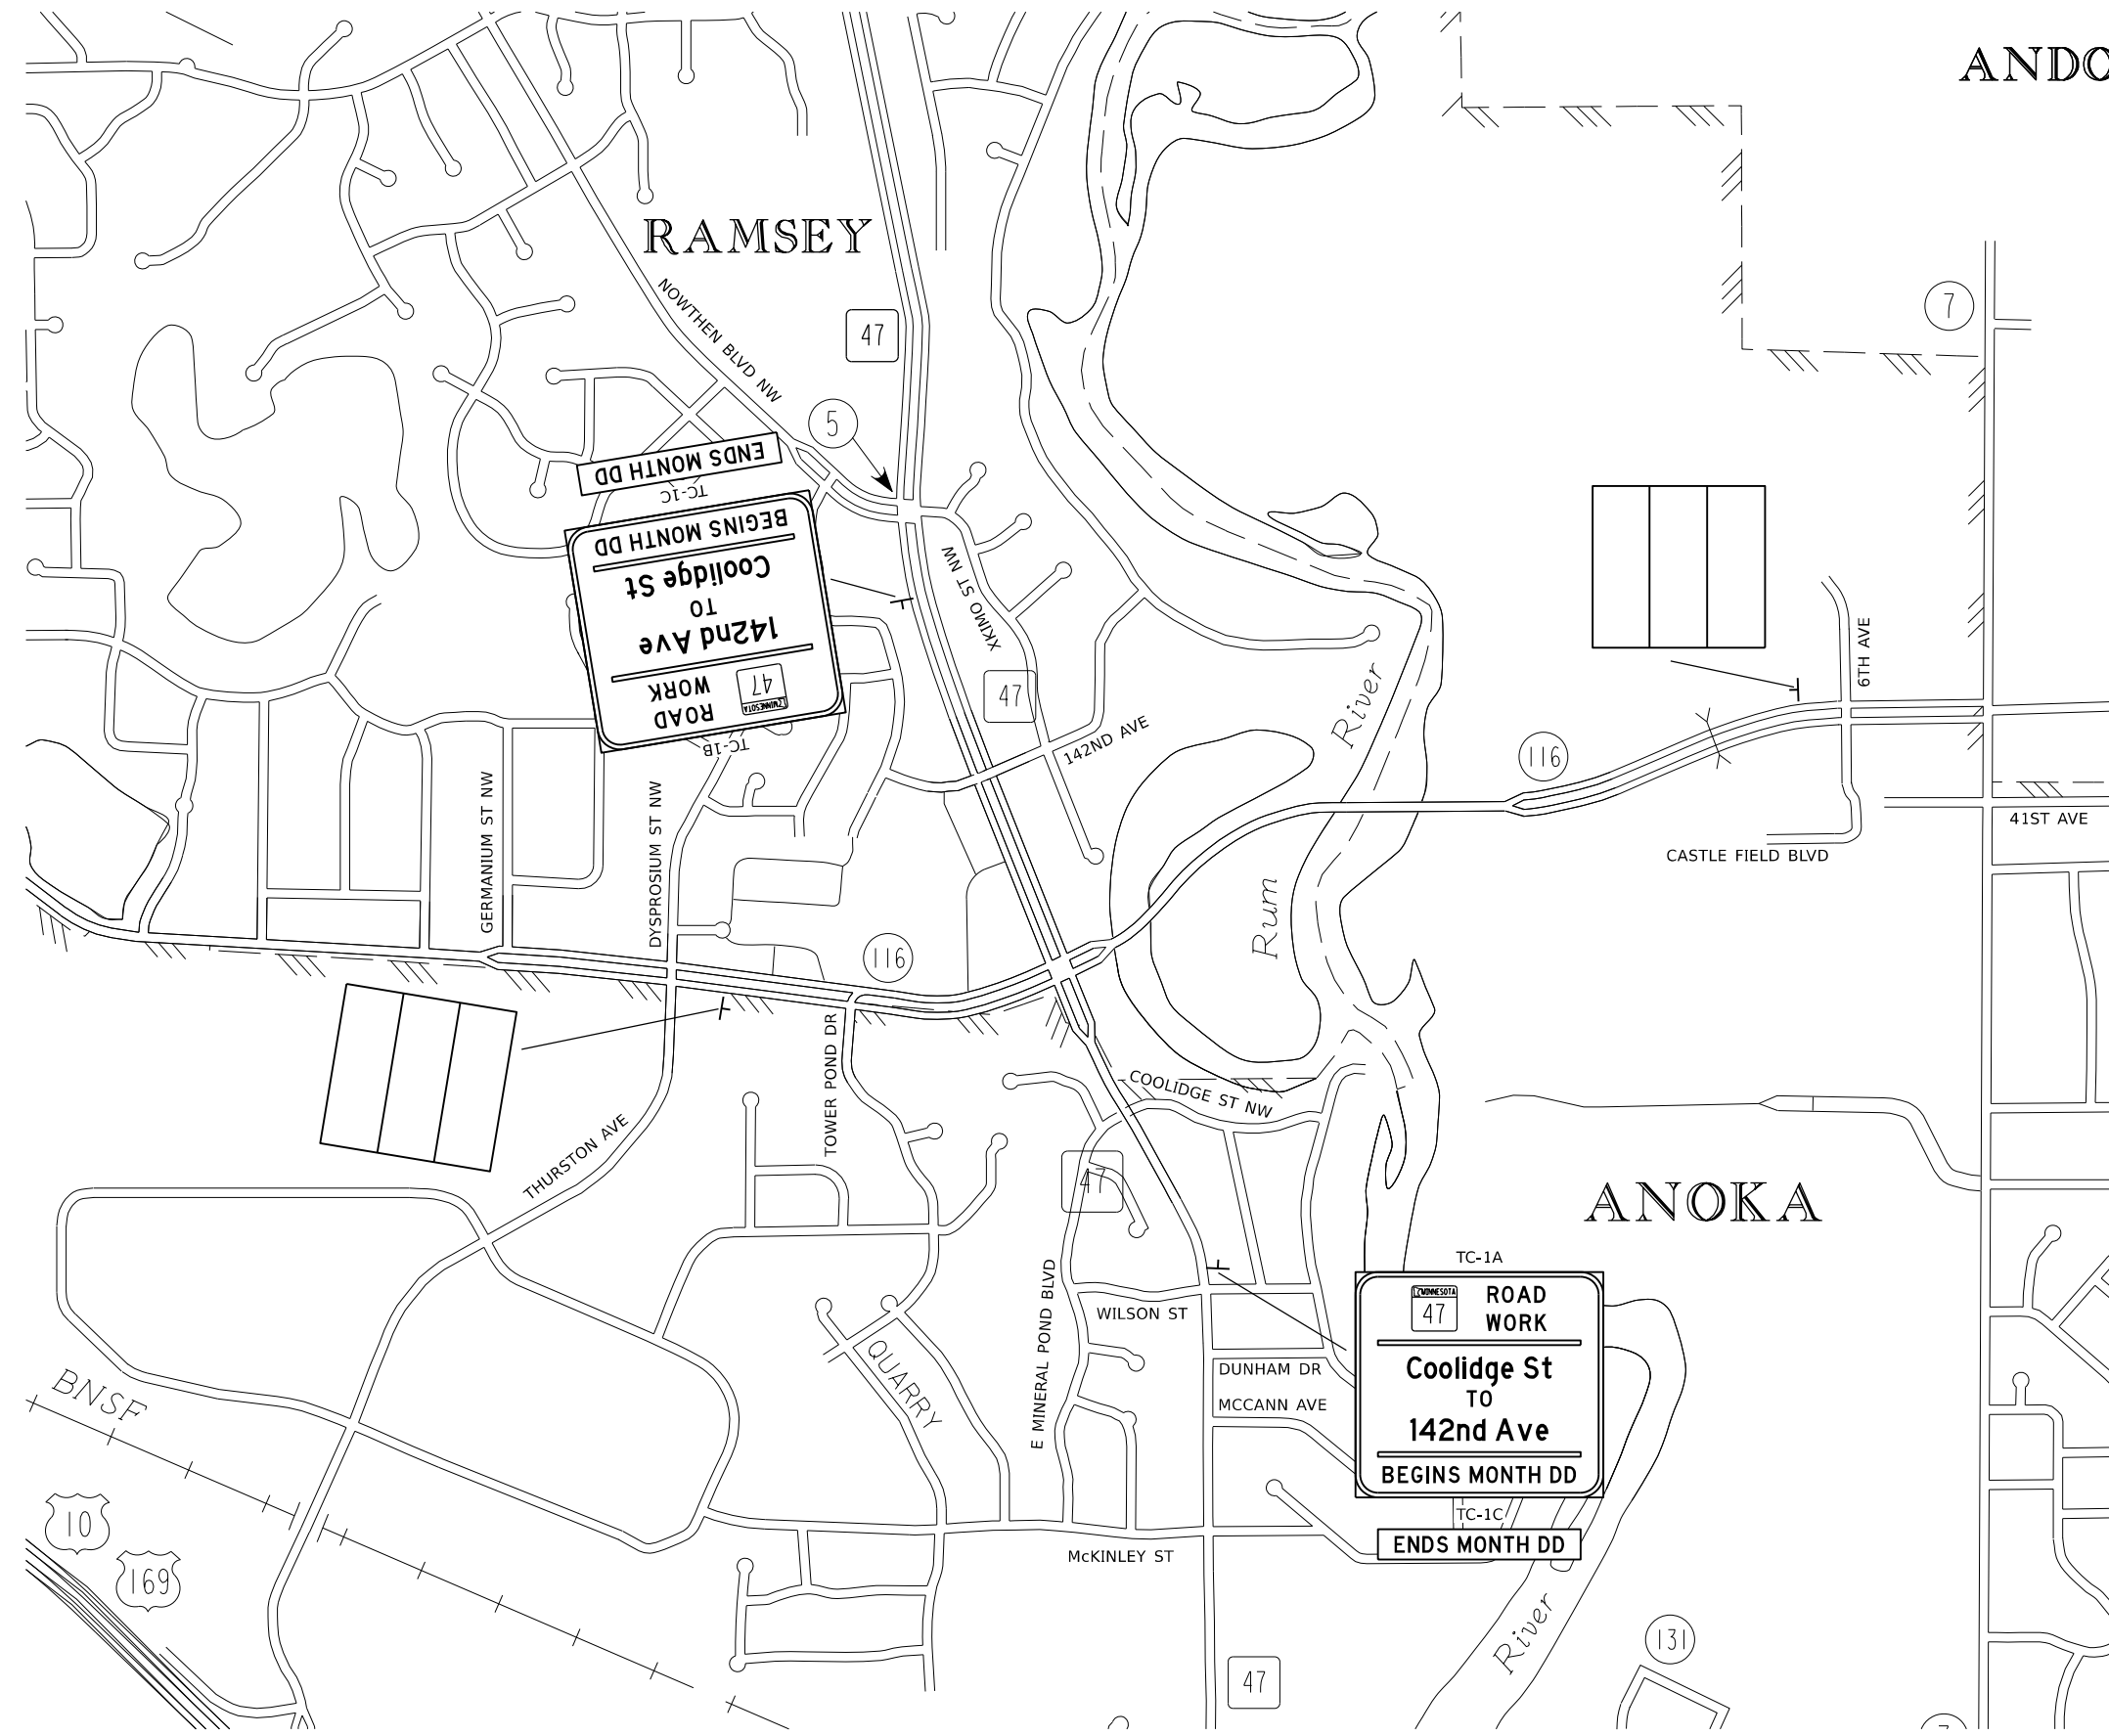 ANDO
RAMSEY
NOWTHEN BLVD NW
47
7
5
ENDS MONTH DD
TC-1C
BEGINS MONTH DD
Coolidge St
TO
142nd Ave
MINNESOTA
47
ROAD
WORK
TC-1B
XKIMO ST NW
47
142ND AVE
River
Rum
6TH AVE
116
41ST AVE
CASTLE FIELD BLVD
GERMANIUM ST NW
DYSPROSIUM ST NW
116
TOWER POND DR
COOLIDGE ST NW
THURSTON AVE
47
ANOKA
E MINERAL POND BLVD
WILSON ST
DUNHAM DR
MCCANN AVE
TC-1A
MINNESOTA
47
ROAD
WORK
Coolidge St
TO
142nd Ave
BEGINS MONTH DD
TC-1C
ENDS MONTH DD
QUARRY
BNSF
10
169
McKINLEY ST
River
131
47
7